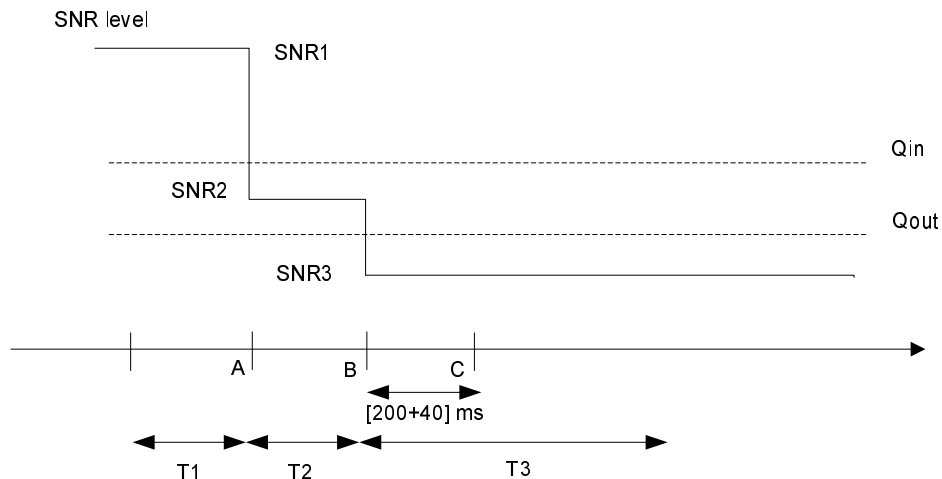 SNR level
SNR1
Qin
SNR2
Qout
SNR3
A
B
C
[200+40] ms
T1
T2
T3